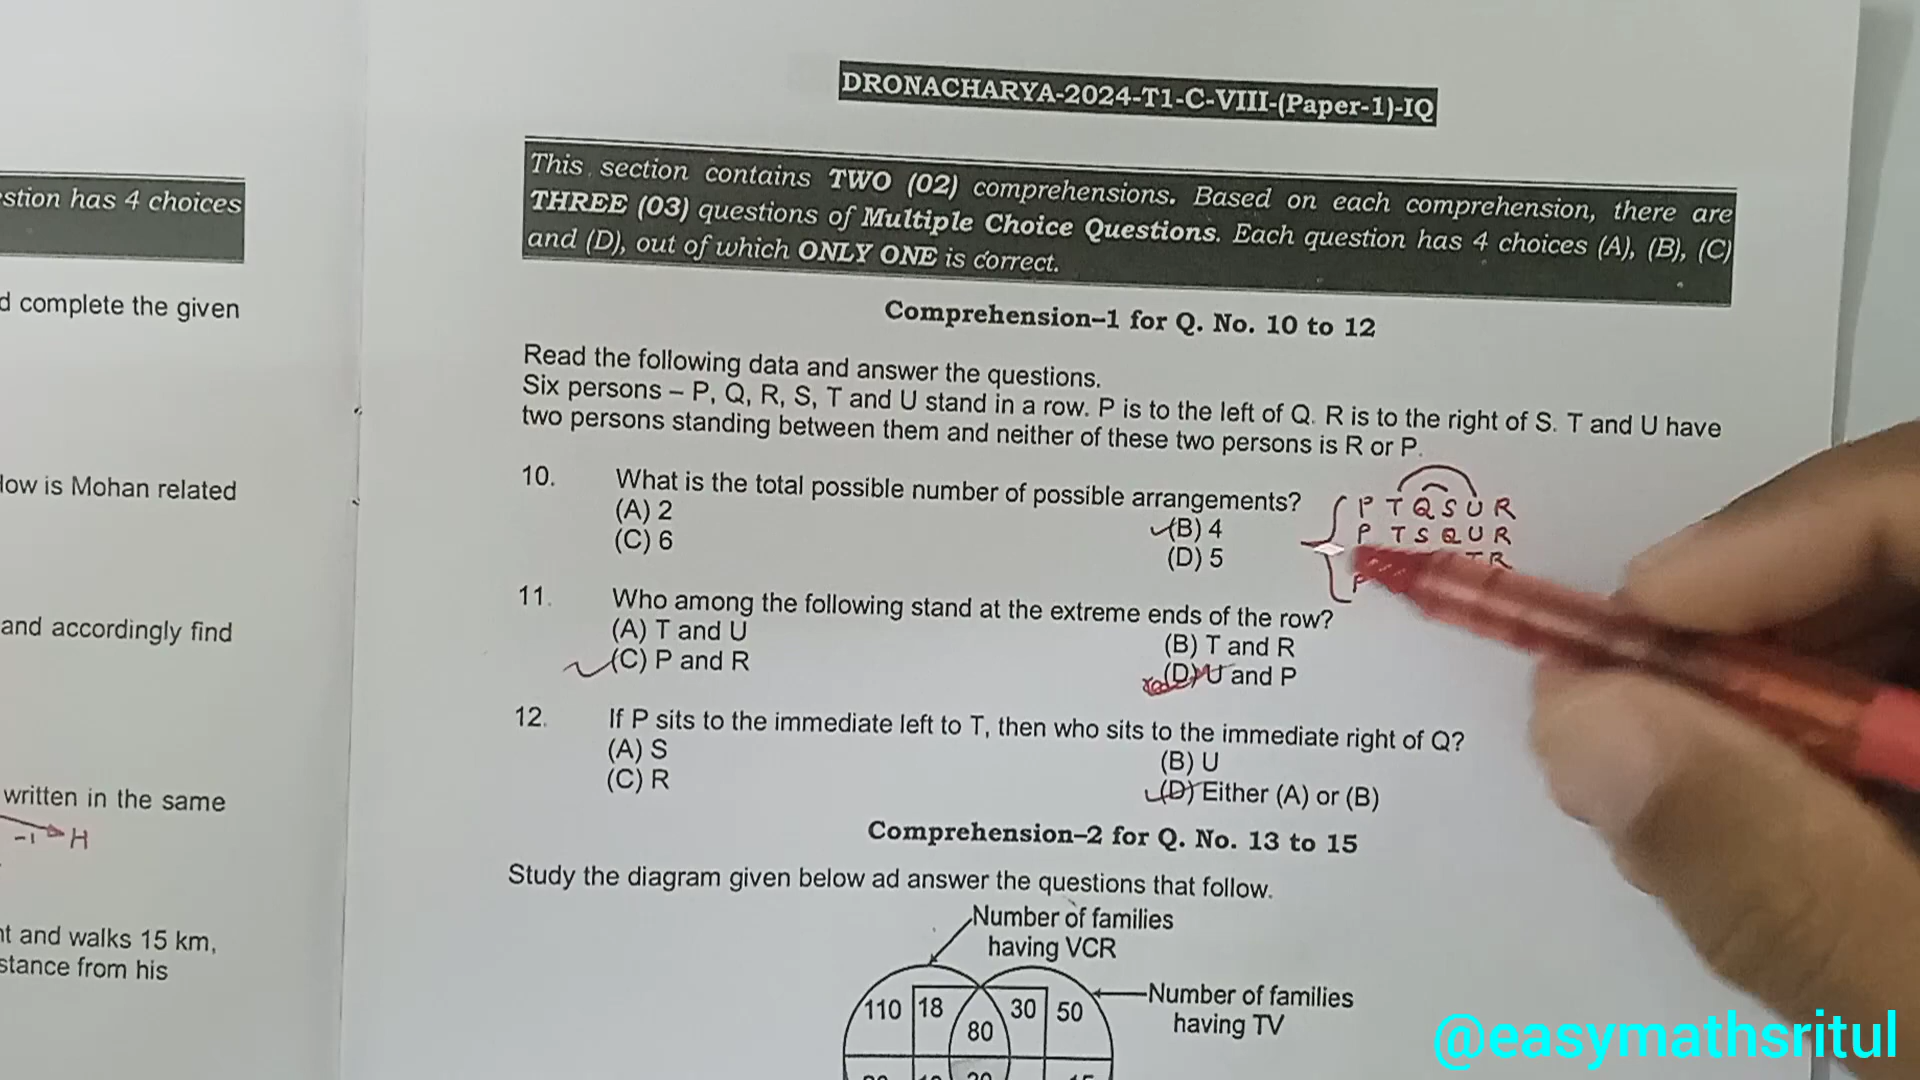 DRONACHARYA-2024-T1-C-VIII-(Paper-1)-IQ
stion has 4 choices
This section contains TWO (02) comprehensions. Based on each comprehension, there are
THREE (03) questions of Multiple Choice Questions. Each question has 4 choices (A), (B), (C)
and (D), out of which ONLY ONE is correct.
d complete the given
Comprehension–1 for Q. No. 10 to 12
Read the following data and answer the questions.
Six persons – P, Q, R, S, T and U stand in a row. P is to the left of Q. R is to the right of S. T and U have
two persons standing between them and neither of these two persons is R or P.
How is Mohan related
10. What is the total possible number of possible arrangements?
(A) 2 (B) 4
(C) 6 (D) 5
P T Q S U R
P T S Q U R
T R
P
and accordingly find
11. Who among the following stand at the extreme ends of the row?
(A) T and U (B) T and R
(C) P and R (D) U and P
12. If P sits to the immediate left to T, then who sits to the immediate right of Q?
(A) S (B) U
(C) R (D) Either (A) or (B)
written in the same
-1 H
Comprehension–2 for Q. No. 13 to 15
Study the diagram given below ad answer the questions that follow.
nt and walks 15 km,
stance from his
Number of families
having VCR
Number of families
having TV
110 18 80 30 50
@easymathsritul